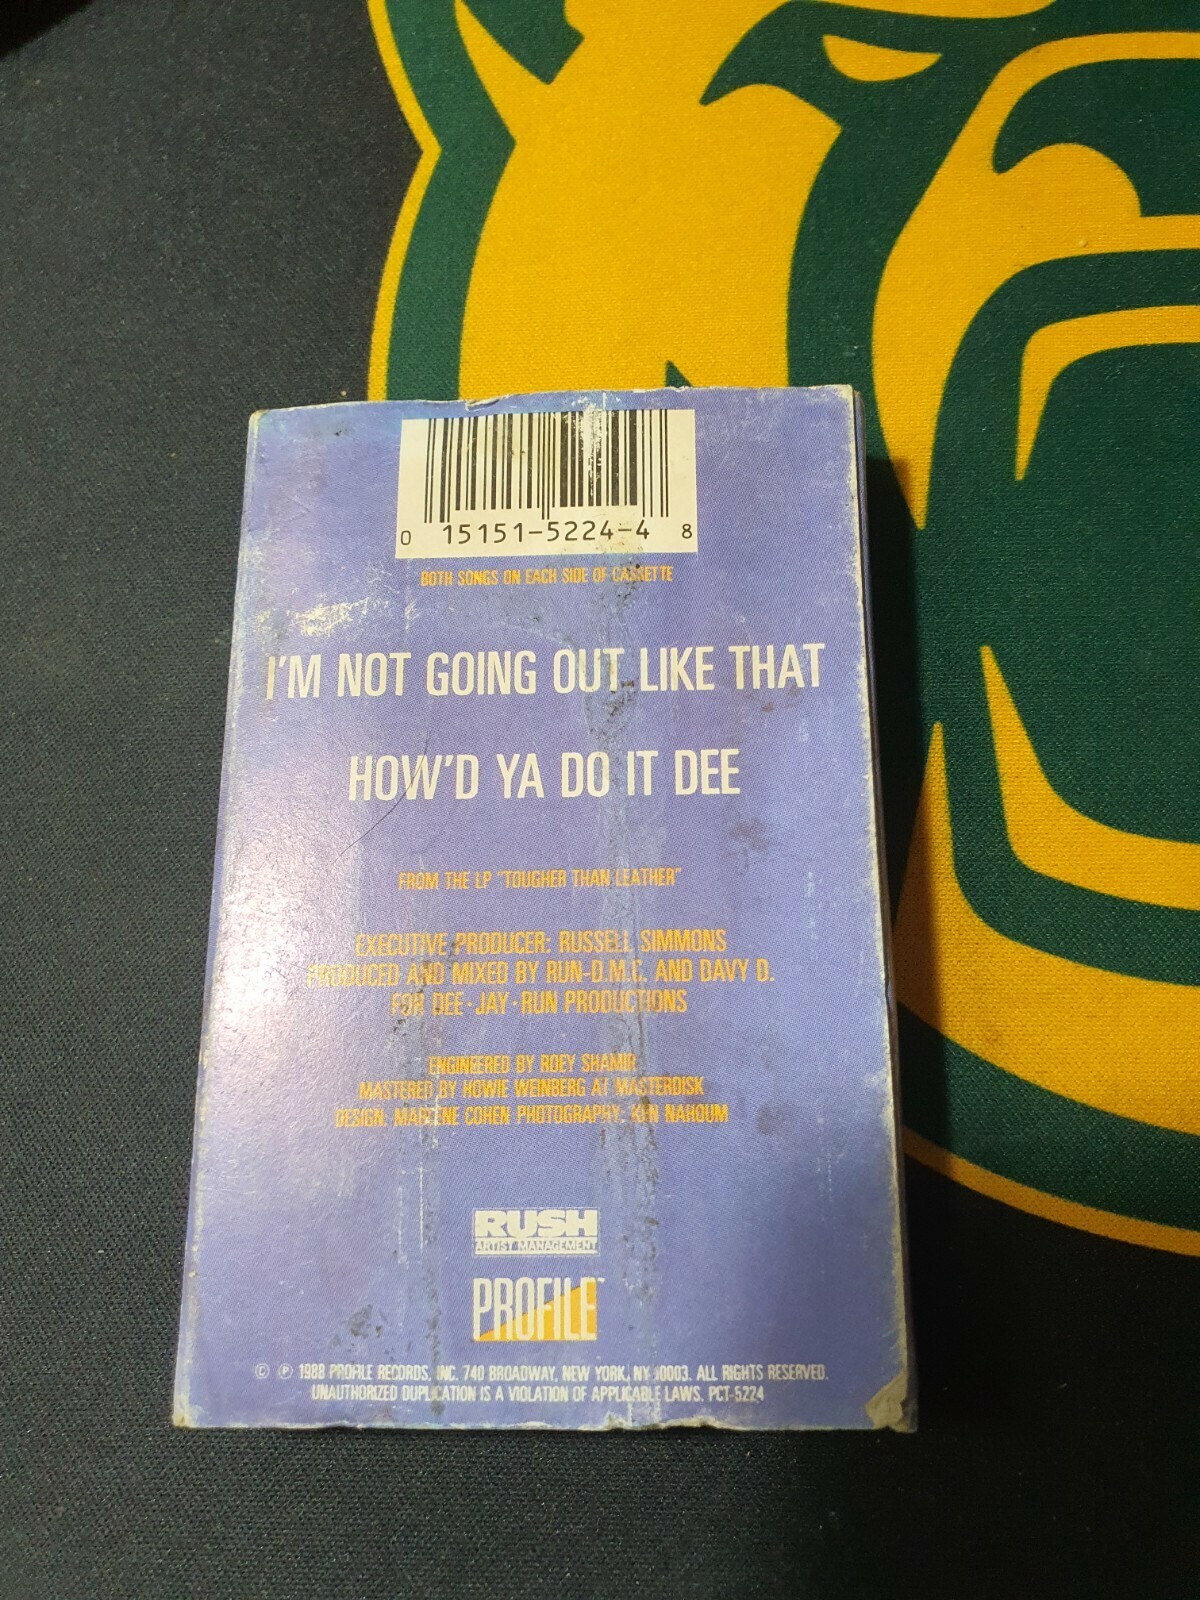 0 15151-5224-4 8
BOTH SONGS ON EACH SIDE OF CASSETTE
I'M NOT GOING OUT LIKE THAT
HOW'D YA DO IT DEE
FROM THE LP "TOUGHER THAN LEATHER"
EXECUTIVE PRODUCER: RUSSELL SIMMONS
PRODUCED AND MIXED BY RUN-D.M.C. AND DAVY D.
FOR DEE·JAY·RUN PRODUCTIONS
ENGINEERED BY ROEY SHAMIR
MASTERED BY HOWIE WEINBERG AT MASTERDISK
DESIGN: MARLENE COHEN PHOTOGRAPHY: KEN NAHOUM
RUSH
ARTIST MANAGEMENT
PROFILE™
© ℗ 1988 PROFILE RECORDS, INC. 740 BROADWAY, NEW YORK, NY 10003. ALL RIGHTS RESERVED.
UNAUTHORIZED DUPLICATION IS A VIOLATION OF APPLICABLE LAWS. PCT-5224